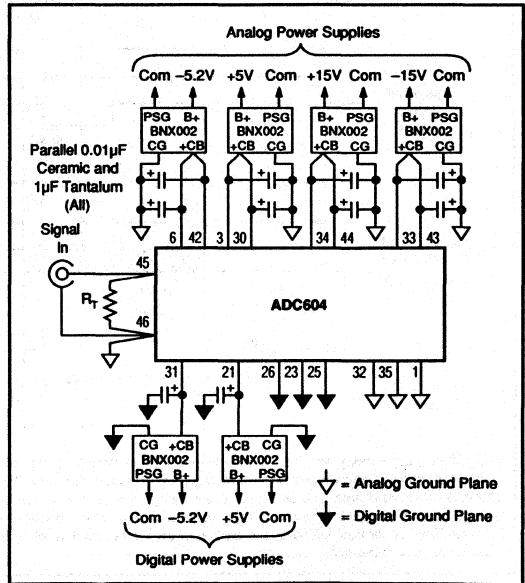 Analog Power Supplies
Com –5.2V +5V Com +15V Com –15V Com
PSG B+ B+ PSG B+ PSG B+ PSG
BNX002 BNX002 BNX002 BNX002
CG +CB +CB CG +CB CG +CB CG
Parallel 0.01µF
Ceramic and
1µF Tantalum
(All)
+ + + +
+ + + +
Signal
In
6 42 3 30 34 44 33 43
45
RT
ADC604
46
31 21 26 23 25 32 35 1
+ +
CG +CB +CB CG
BNX002 BNX002
PSG B+ B+ PSG
Com –5.2V +5V Com
Digital Power Supplies
= Analog Ground Plane
= Digital Ground Plane